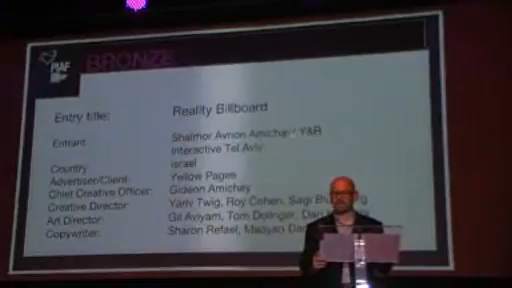 PIAF
BRONZE
Entry title: Reality Billboard
Entrant: Shalmor Avnon Amichay Y&R
Interactive Tel Aviv
Country: Israel
Advertiser/Client: Yellow Pages
Chief Creative Officer: Gideon Amichay
Creative Director: Yariv Twig, Roy Cohen, Sagi
Art Director: Gil Aviyam, Tom
Copywriter: Sharon Refael, Maayan